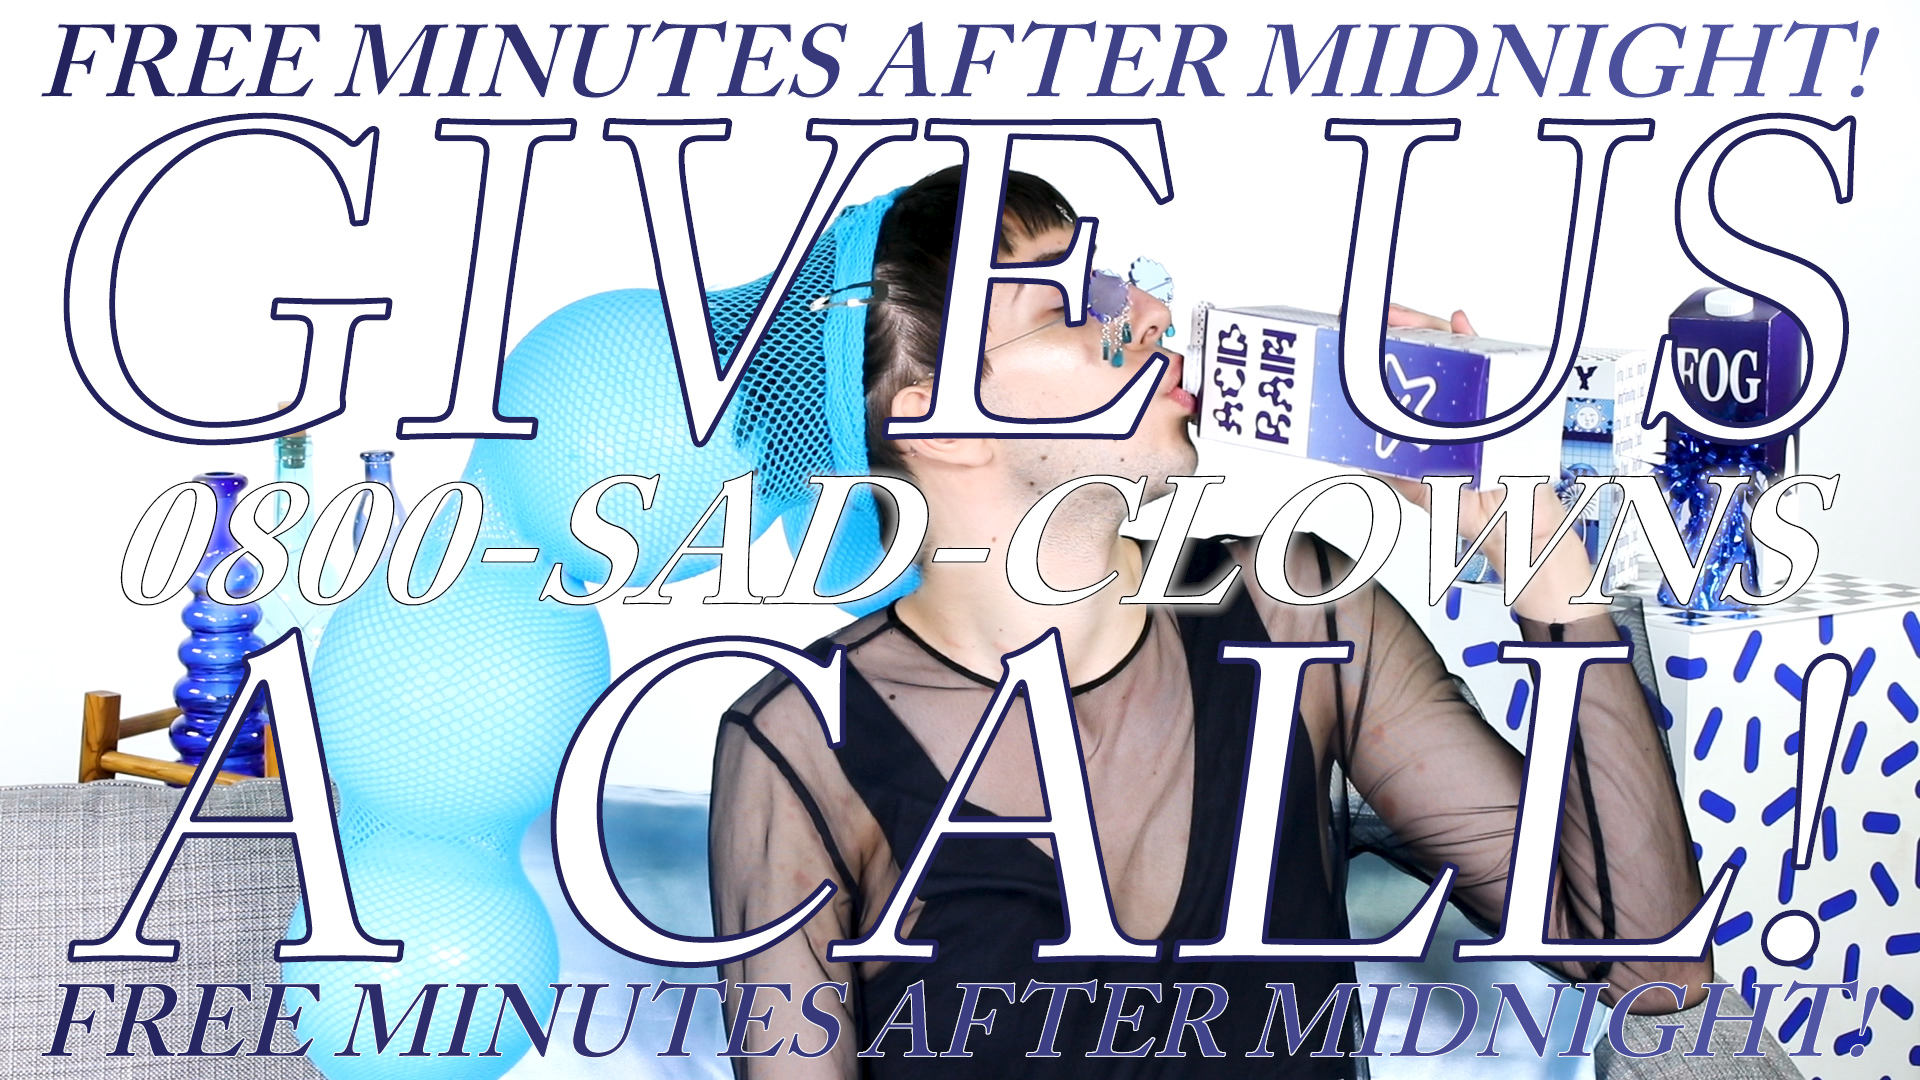 FREE MINUTES AFTER MIDNIGHT!
GIVE US
ACID
RAIN
Y
FOG
0800-SAD-CLOWNS
A CALL!
FREE MINUTES AFTER MIDNIGHT!